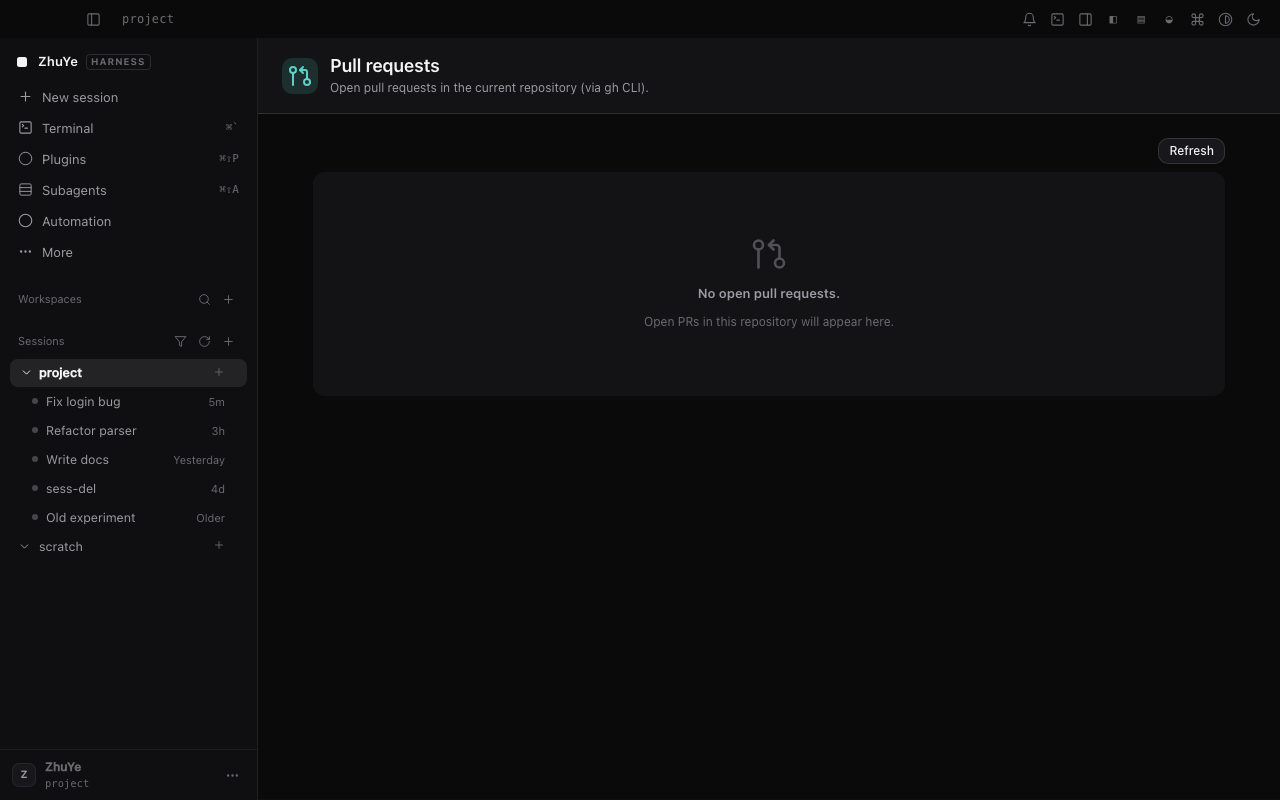 project
ZhuYe HARNESS
New session
Terminal ⌘`
Plugins ⌘⇧P
Subagents ⌘⇧A
Automation
More
Workspaces
Sessions
project
Fix login bug 5m
Refactor parser 3h
Write docs Yesterday
sess-del 4d
Old experiment Older
scratch
Z ZhuYe
project
Pull requests
Open pull requests in the current repository (via gh CLI).
Refresh
No open pull requests.
Open PRs in this repository will appear here.